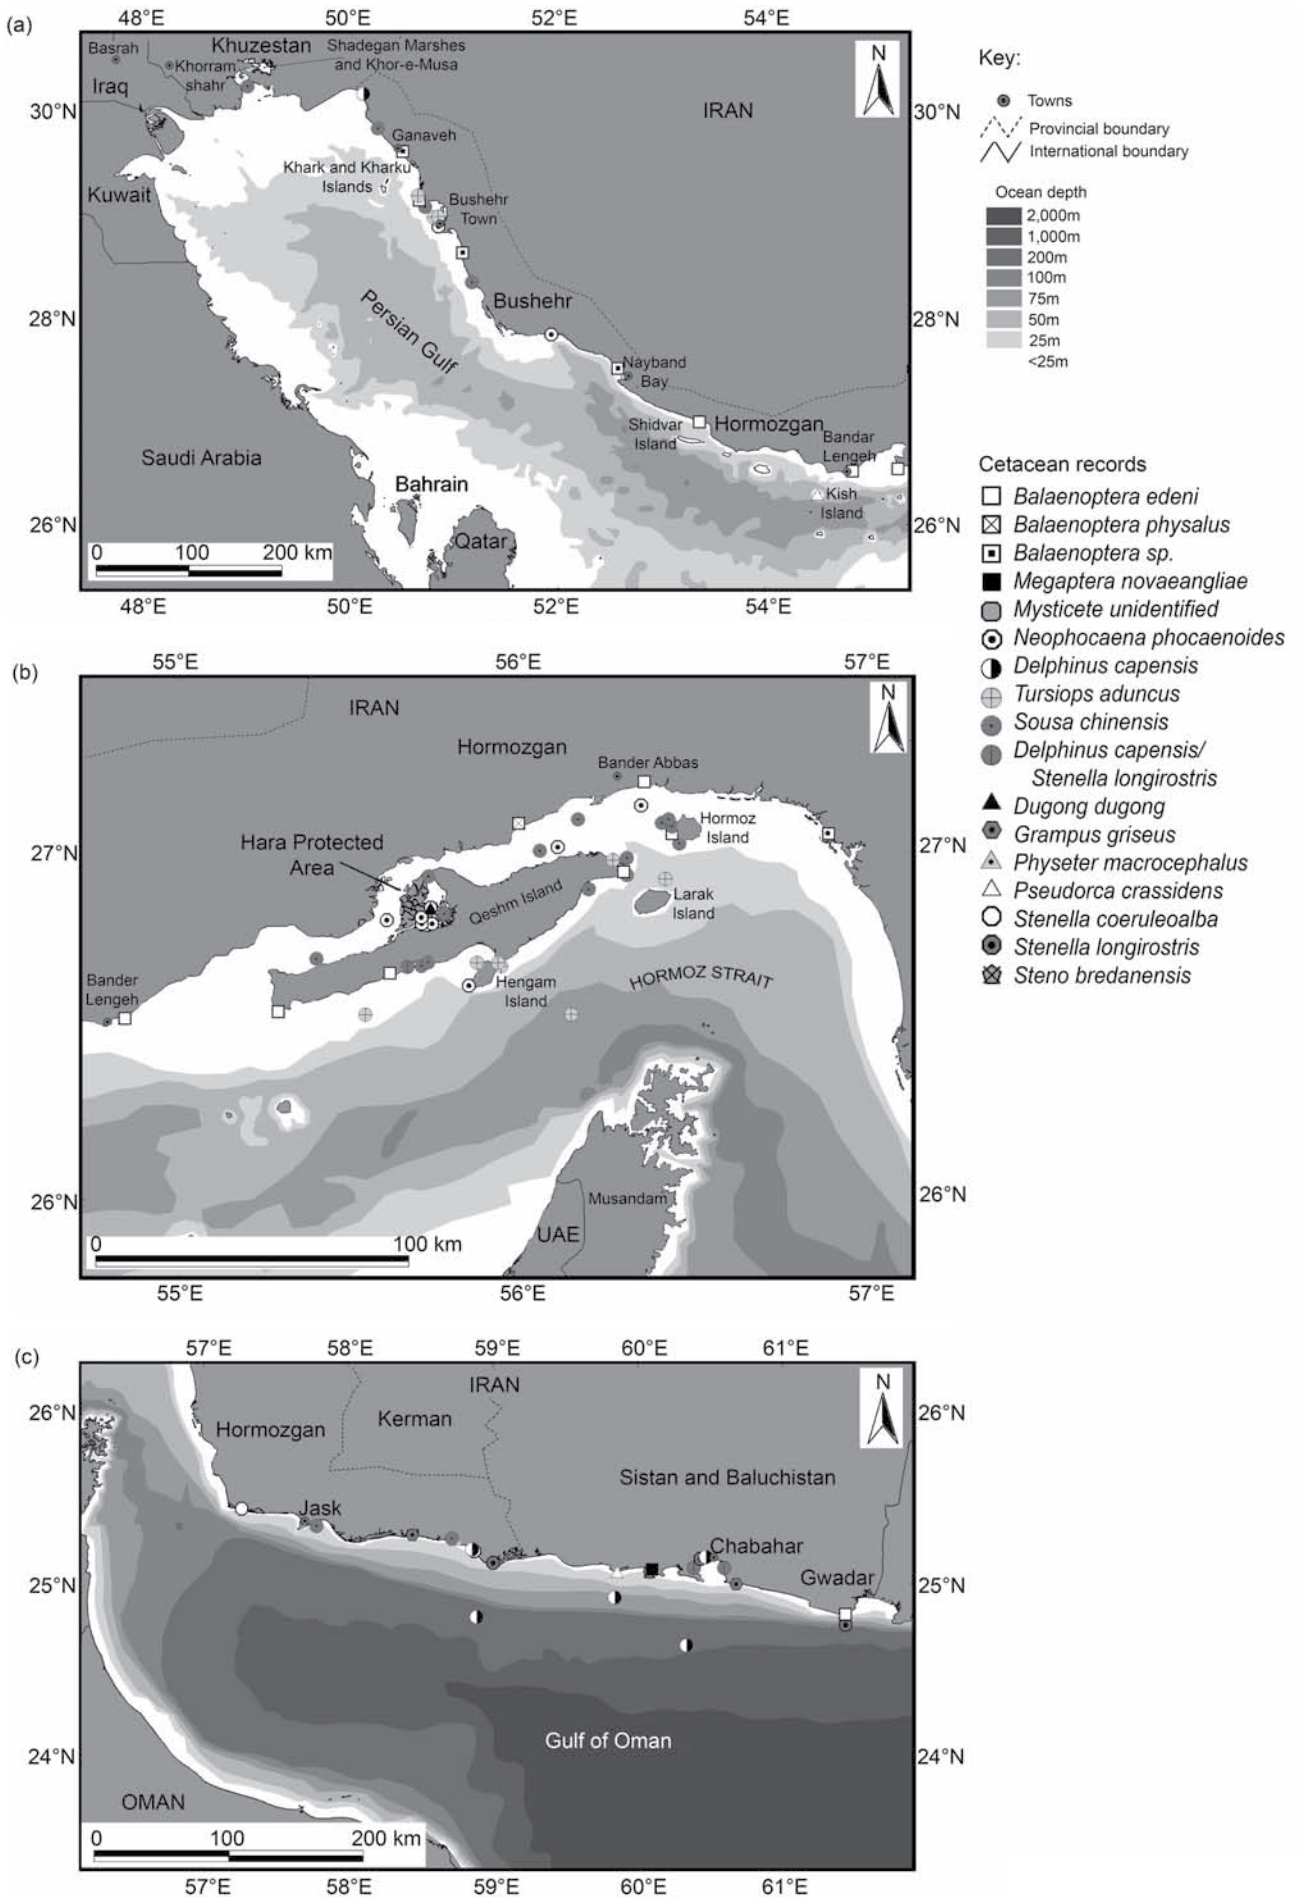 (a)
48°E 50°E 52°E 54°E
Basrah
Khuzestan
Shadegan Marshes
and Khor-e-Musa
Khorram
shahr
Iraq
N
IRAN
30°N
30°N
Ganaveh
Khark and Kharku
Islands
Kuwait
Bushehr
Town
Bushehr
Persian Gulf
28°N
28°N
Nayband
Bay
Shidvar
Island
Hormozgan
Bandar
Lengeh
Saudi Arabia
Bahrain
Kish
Island
26°N
26°N
Qatar
0 100 200 km
48°E 50°E 52°E 54°E
Key:
Towns
Provincial boundary
International boundary
Ocean depth
2,000m
1,000m
200m
100m
75m
50m
25m
<25m
Cetacean records
Balaenoptera edeni
Balaenoptera physalus
Balaenoptera sp.
Megaptera novaeangliae
Mysticete unidentified
Neophocaena phocaenoides
Delphinus capensis
Tursiops aduncus
Sousa chinensis
Delphinus capensis/
Stenella longirostris
Dugong dugong
Grampus griseus
Physeter macrocephalus
Pseudorca crassidens
Stenella coeruleoalba
Stenella longirostris
Steno bredanensis
(b)
55°E 56°E 57°E
N
IRAN
Hormozgan
Bander Abbas
Hormoz
Island
Hara Protected
Area
27°N
27°N
Qeshm Island
Larak
Island
Bander
Lengeh
Hengam
Island
HORMOZ STRAIT
Musandam
26°N
26°N
UAE
0 100 km
55°E 56°E 57°E
(c)
57°E 58°E 59°E 60°E 61°E
IRAN
N
26°N
26°N
Hormozgan
Kerman
Sistan and Baluchistan
Jask
Chabahar
Gwadar
25°N
25°N
Gulf of Oman
24°N
24°N
OMAN
0 100 200 km
57°E 58°E 59°E 60°E 61°E